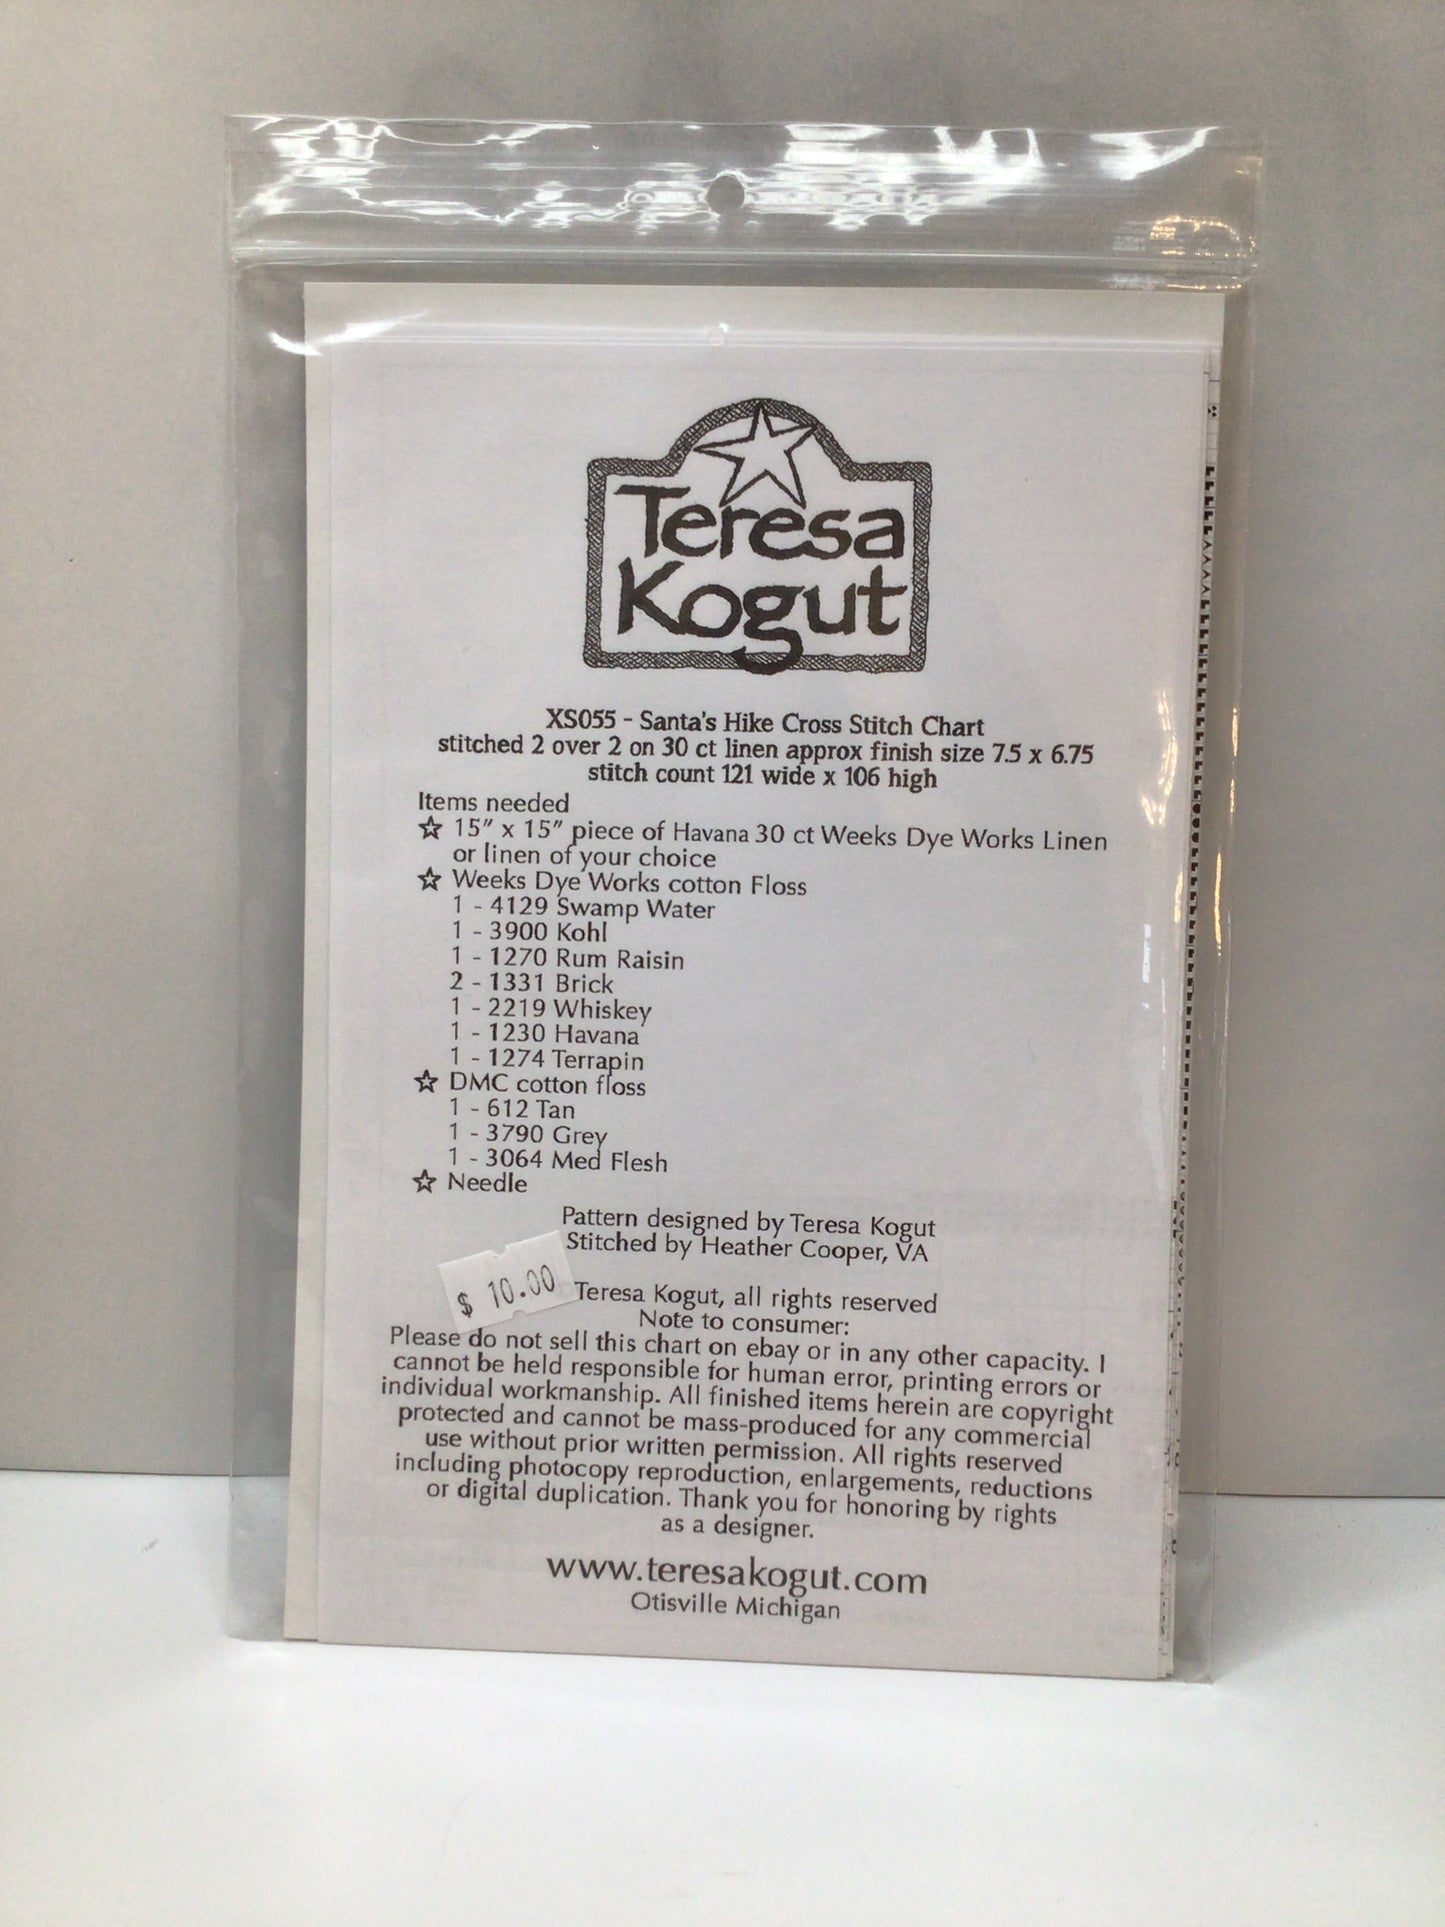 Teresa
Kogut
XS055 - Santa's Hike Cross Stitch Chart
stitched 2 over 2 on 30 ct linen approx finish size 7.5 x 6.75
stitch count 121 wide x 106 high
Items needed
☆ 15” x 15” piece of Havana 30 ct Weeks Dye Works Linen
or linen of your choice
☆ Weeks Dye Works cotton Floss
1 - 4129 Swamp Water
1 - 3900 Kohl
1 - 1270 Rum Raisin
2 - 1331 Brick
1 - 2219 Whiskey
1 - 1230 Havana
1 - 1274 Terrapin
☆ DMC cotton floss
1 - 612 Tan
1 - 3790 Grey
1 - 3064 Med Flesh
☆ Needle
Pattern designed by Teresa Kogut
Stitched by Heather Cooper, VA
$ 10.00
Teresa Kogut, all rights reserved
Note to consumer:
Please do not sell this chart on ebay or in any other capacity. I
cannot be held responsible for human error, printing errors or
individual workmanship. All finished items herein are copyright
protected and cannot be mass-produced for any commercial
use without prior written permission. All rights reserved
including photocopy reproduction, enlargements, reductions
or digital duplication. Thank you for honoring by rights
as a designer.
www.teresakogut.com
Otisville Michigan